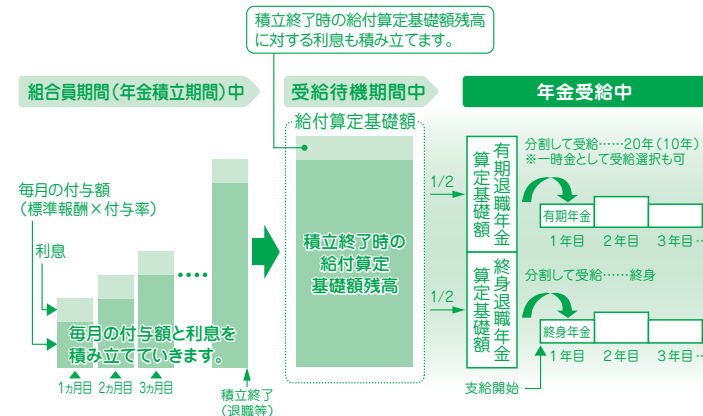 積立終了時の給付算定基礎額残高
に対する利息も積み立てます。
組合員期間(年金積立期間)中
受給待機期間中
年金受給中
給付算定基礎額
毎月の付与額
(標準報酬×付与率)
利息
毎月の付与額と利息を
積み立てていきます。
1ヵ月目
2ヵ月目
3ヵ月目
積立終了
(退職等)
積立終了時の
給付算定
基礎額残高
1/2
1/2
有期退職年金
算定基礎額
分割して受給……20年(10年)
※一時金として受給選択も可
有期年金
1年目
2年目
3年目…
終身退職年金
算定基礎額
分割して受給……終身
終身年金
1年目
2年目
3年目…
支給開始